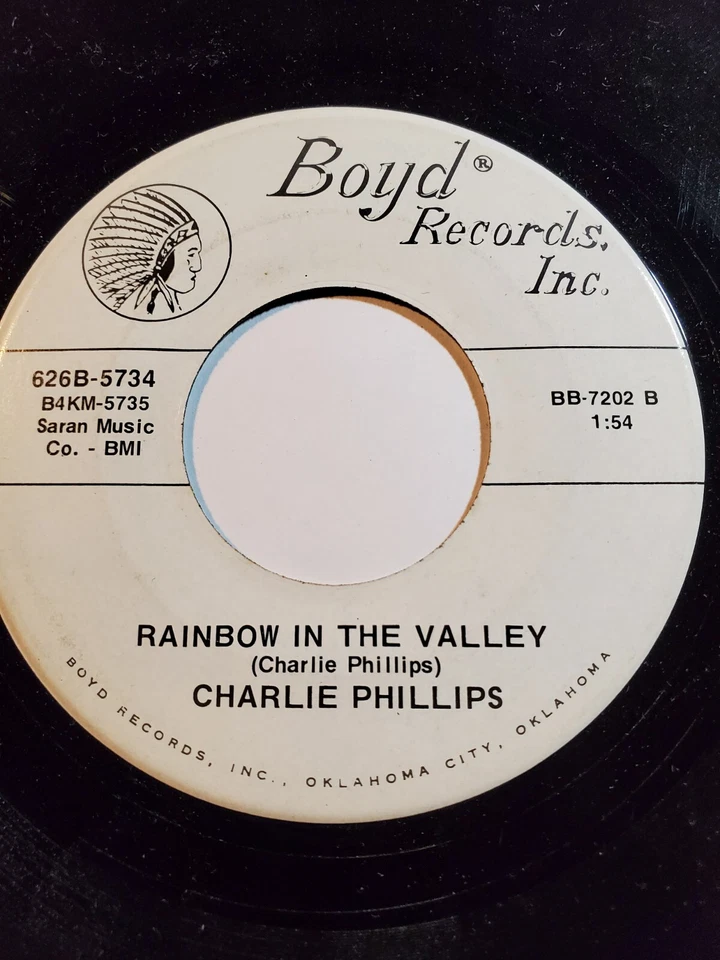 Boyd®
Records,
Inc.
626B-5734
B4KM-5735
Saran Music
Co. - BMI
BB-7202 B
1:54
RAINBOW IN THE VALLEY
(Charlie Phillips)
CHARLIE PHILLIPS
BOYD RECORDS, INC., OKLAHOMA CITY, OKLAHOMA